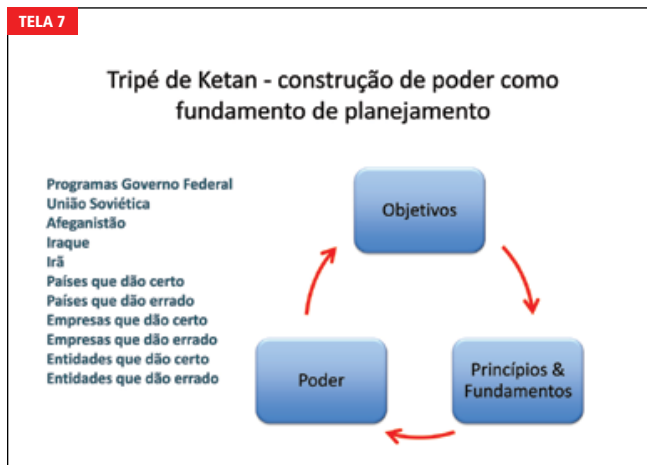 TELA 7
Tripé de Ketan - construção de poder como
fundamento de planejamento
Programas Governo Federal
União Soviética
Afeganistão
Iraque
Irã
Países que dão certo
Países que dão errado
Empresas que dão certo
Empresas que dão errado
Entidades que dão certo
Entidades que dão errado
Objetivos
Princípios &
Fundamentos
Poder